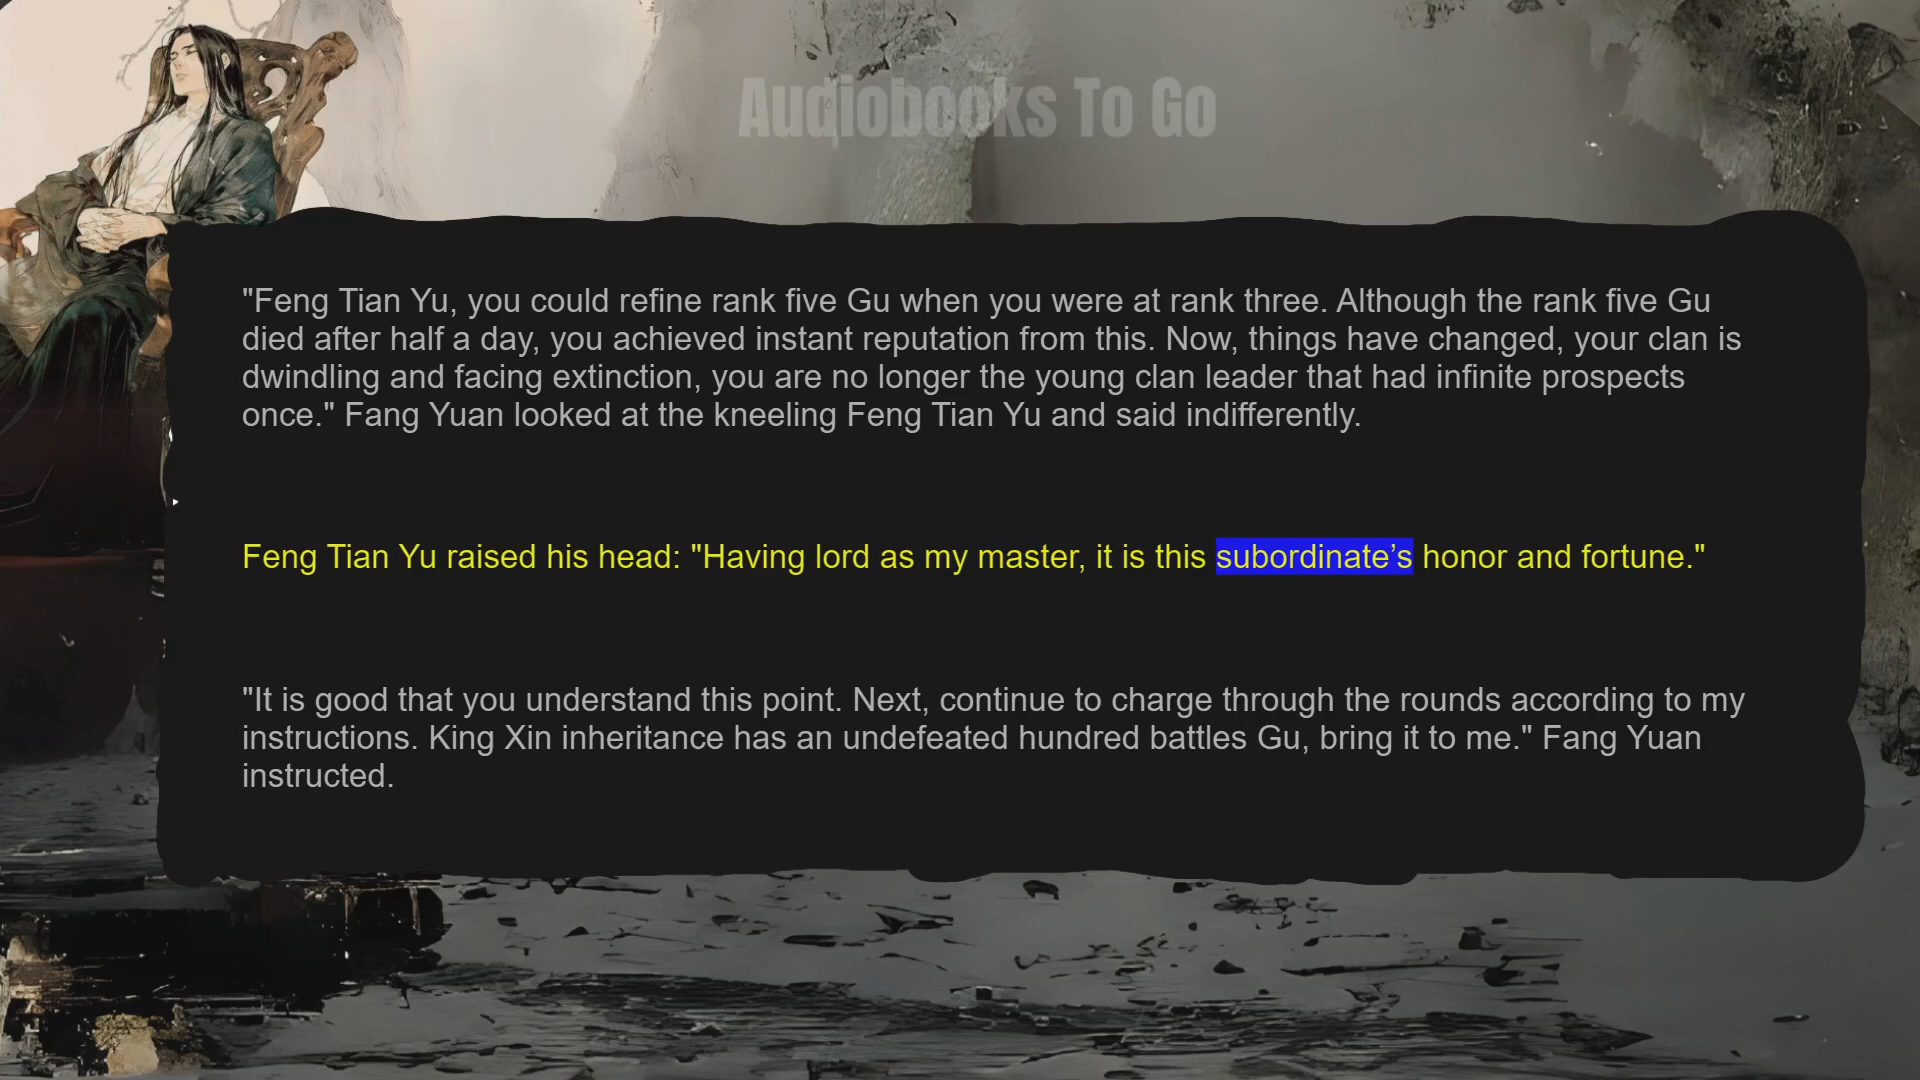 Audiobooks To Go
"Feng Tian Yu, you could refine rank five Gu when you were at rank three. Although the rank five Gu
died after half a day, you achieved instant reputation from this. Now, things have changed, your clan is
dwindling and facing extinction, you are no longer the young clan leader that had infinite prospects
once." Fang Yuan looked at the kneeling Feng Tian Yu and said indifferently.
Feng Tian Yu raised his head: "Having lord as my master, it is this subordinate’s honor and fortune."
"It is good that you understand this point. Next, continue to charge through the rounds according to my
instructions. King Xin inheritance has an undefeated hundred battles Gu, bring it to me." Fang Yuan
instructed.